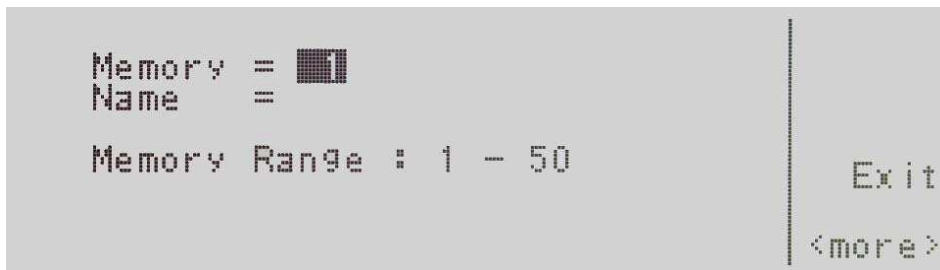 Memory = 1
Name =
Memory Range : 1 - 50
Exit
<more>